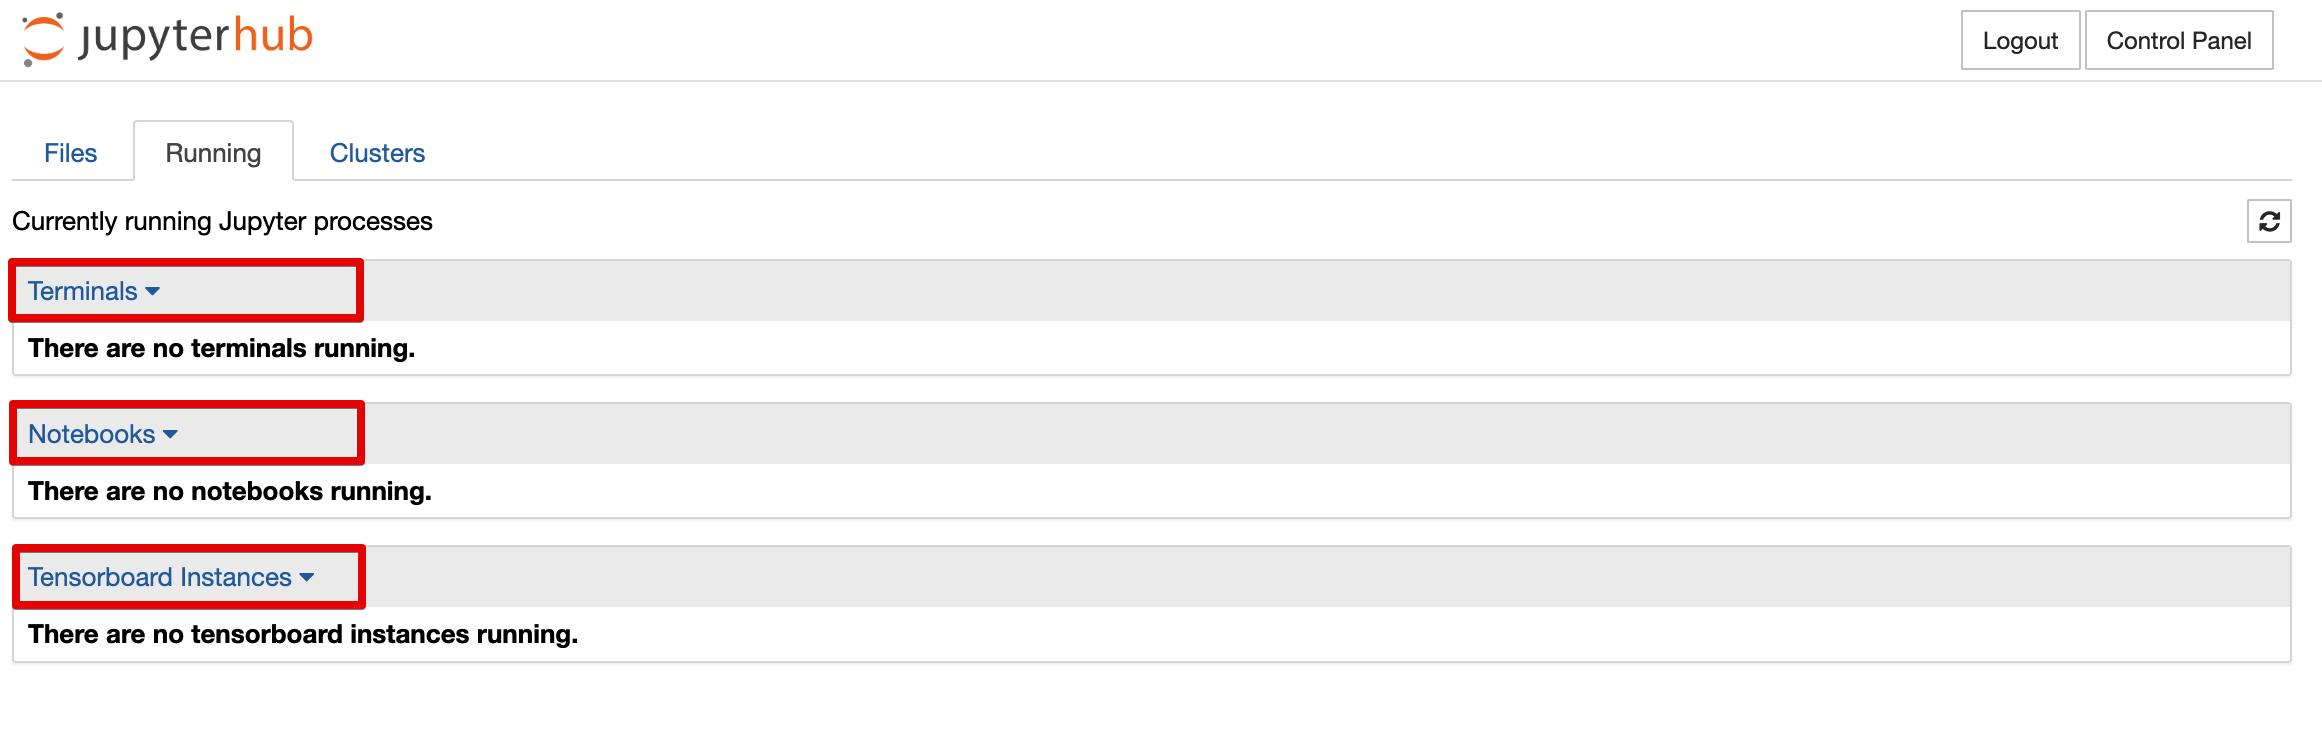 jupyterhub
Logout Control Panel
Files Running Clusters
Currently running Jupyter processes
Terminals
There are no terminals running.
Notebooks
There are no notebooks running.
Tensorboard Instances
There are no tensorboard instances running.